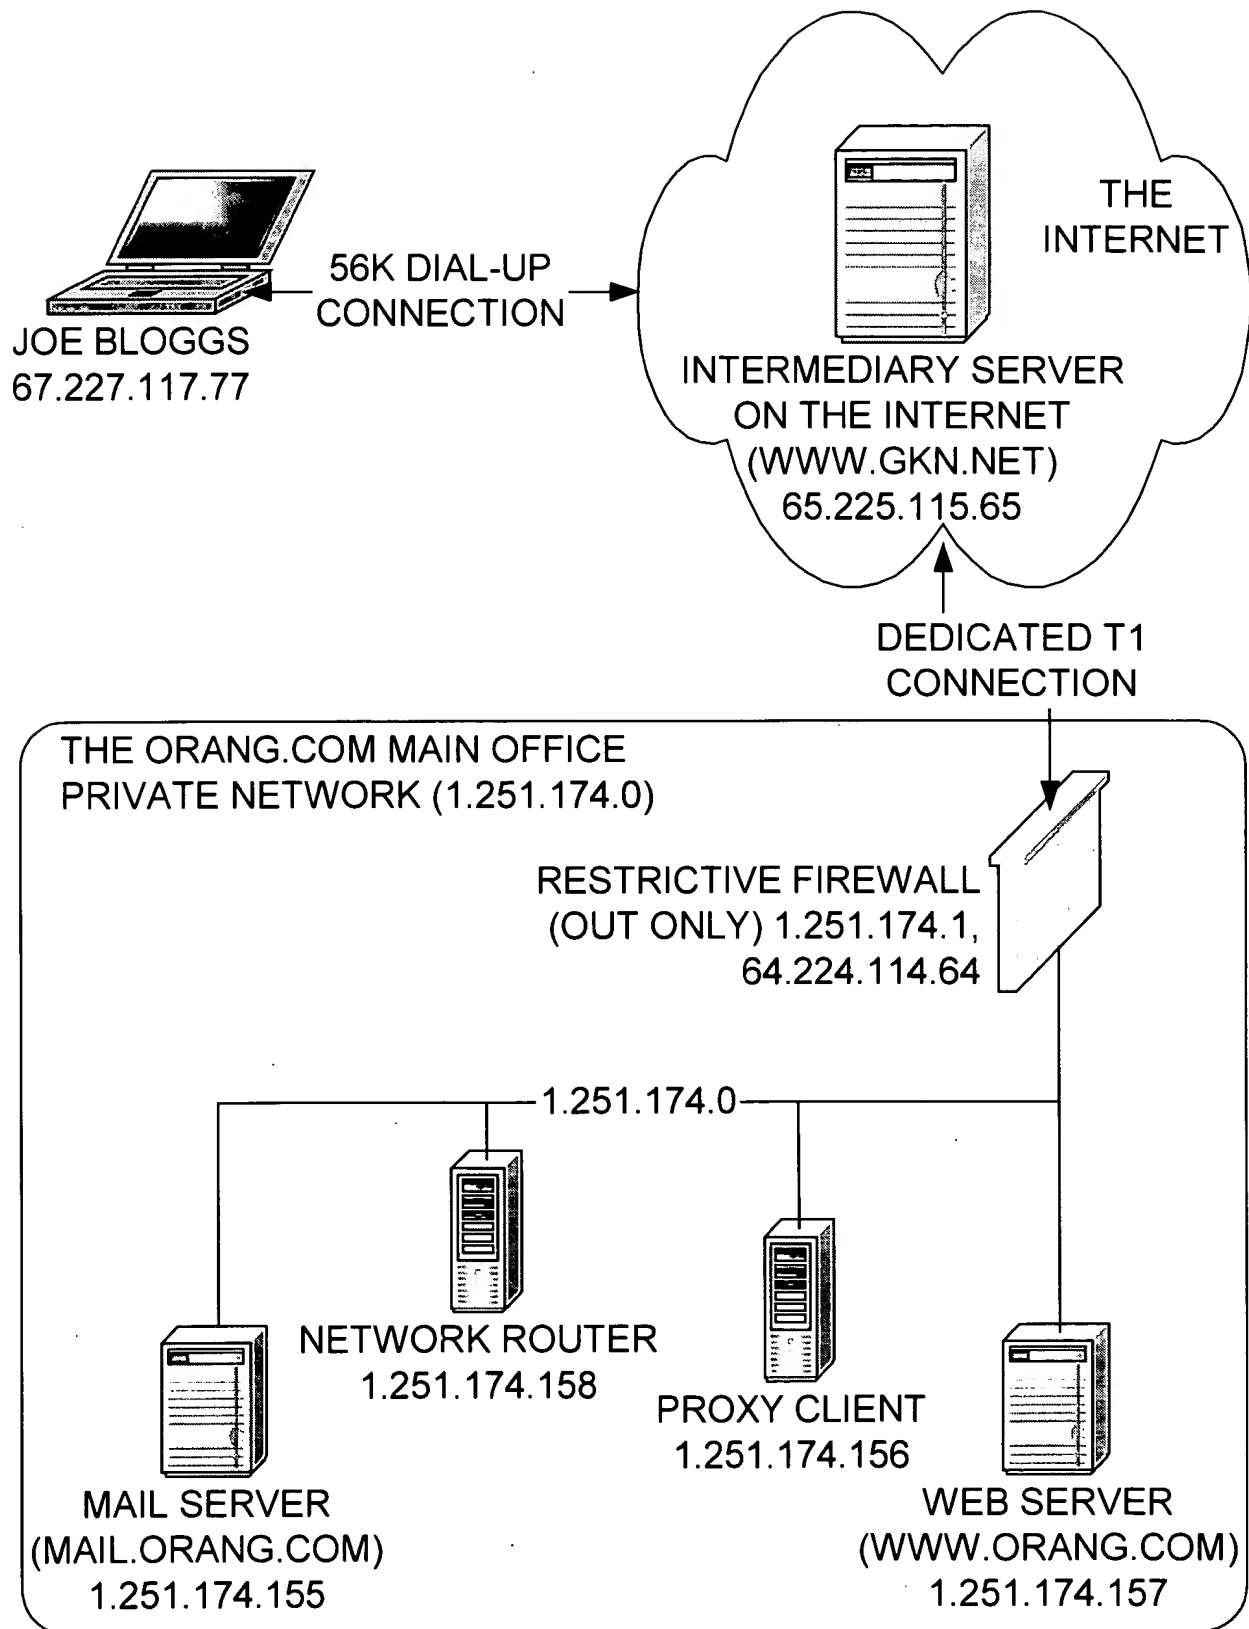 THE
INTERNET
56K DIAL-UP
CONNECTION
JOE BLOGGS
67.227.117.77
INTERMEDIARY SERVER
ON THE INTERNET
(WWW.GKN.NET)
65.225.115.65
DEDICATED T1
CONNECTION
THE ORANG.COM MAIN OFFICE
PRIVATE NETWORK (1.251.174.0)
RESTRICTIVE FIREWALL
(OUT ONLY) 1.251.174.1,
64.224.114.64
1.251.174.0
NETWORK ROUTER
1.251.174.158
PROXY CLIENT
1.251.174.156
MAIL SERVER
(MAIL.ORANG.COM)
1.251.174.155
WEB SERVER
(WWW.ORANG.COM)
1.251.174.157